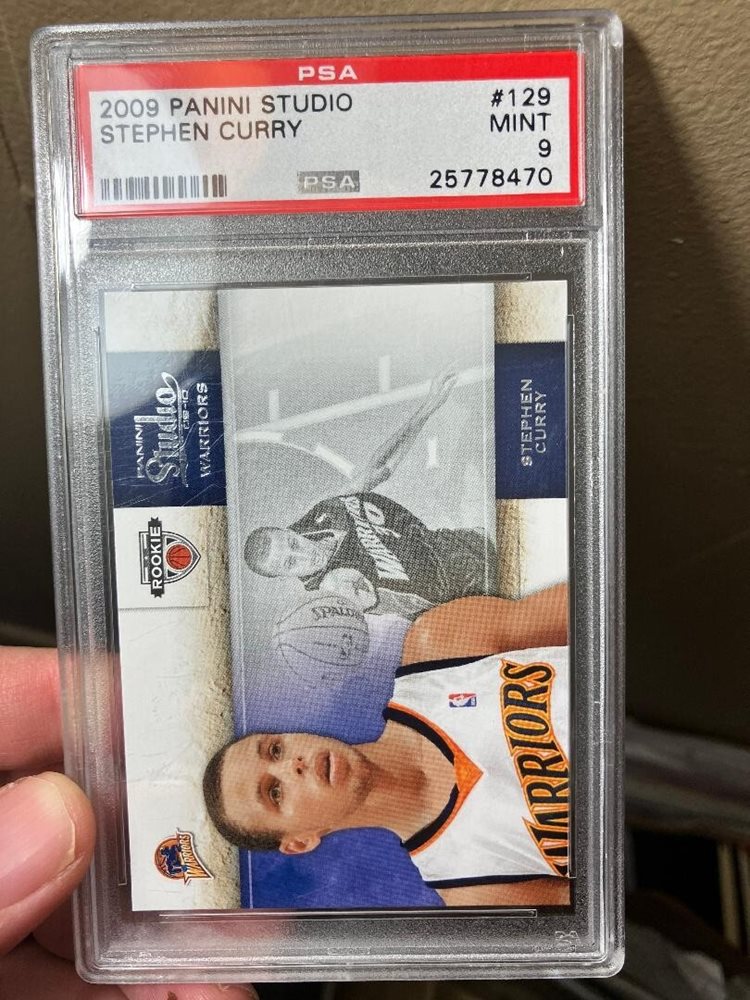 PSA
2009 PANINI STUDIO #129
STEPHEN CURRY MINT
9
PSA 25778470
PANINI
Studio
09-10
WARRIORS
STEPHEN
CURRY
ROOKIE
WARRIORS
SPALDING
WARRIORS
WARRIORS